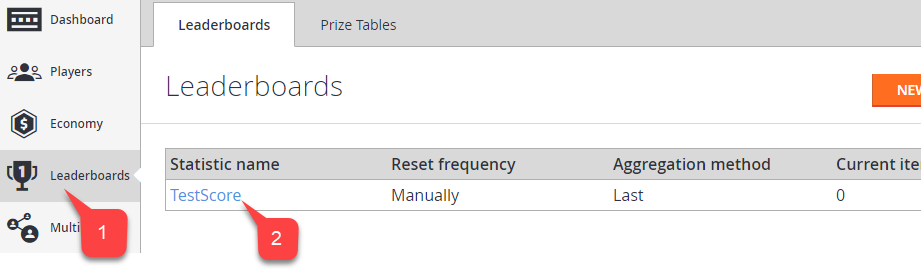 Dashboard
Players
Economy
Leaderboards
Multi
1
Leaderboards Prize Tables
Leaderboards
NEW
Statistic name Reset frequency Aggregation method Current ite
TestScore Manually Last 0
2